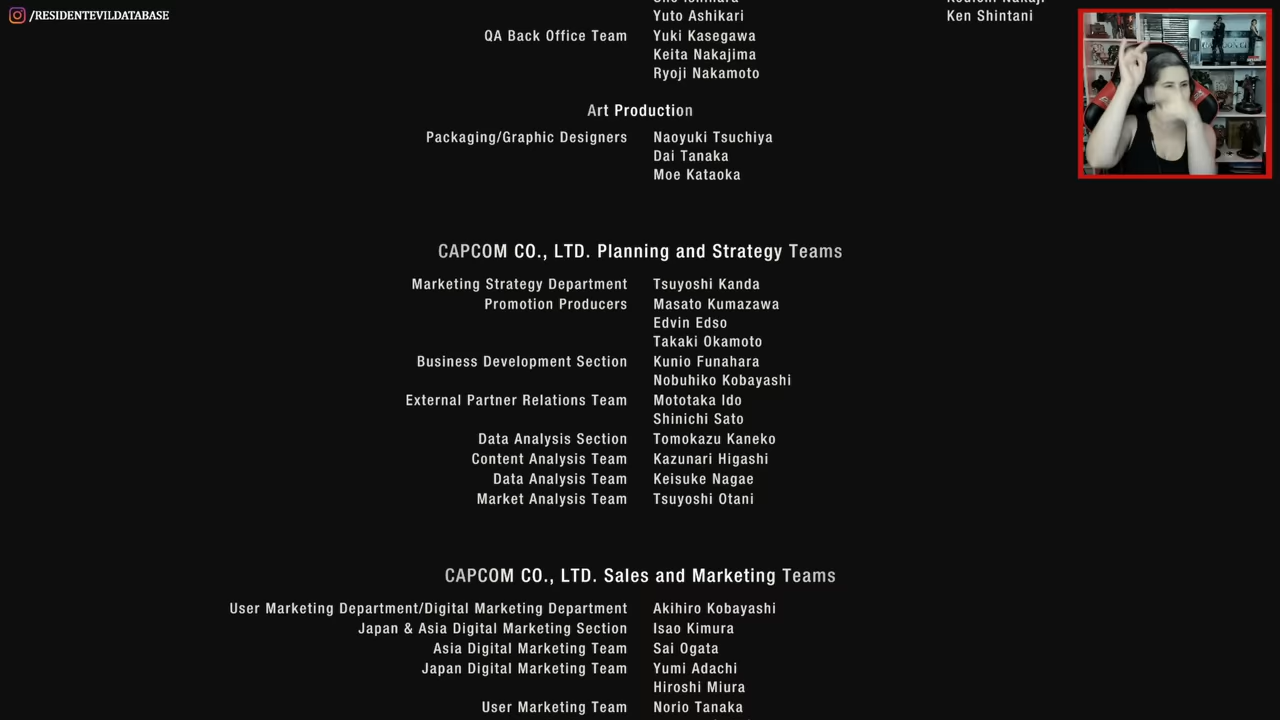 /RESIDENTEVILDATABASE
Yuto Ashikari
Ken Shintani
QA Back Office Team Yuki Kasegawa
Keita Nakajima
Ryoji Nakamoto
Art Production
Packaging/Graphic Designers Naoyuki Tsuchiya
Dai Tanaka
Moe Kataoka
CAPCOM CO., LTD. Planning and Strategy Teams
Marketing Strategy Department Tsuyoshi Kanda
Promotion Producers Masato Kumazawa
Edvin Edso
Takaki Okamoto
Business Development Section Kunio Funahara
Nobuhiko Kobayashi
External Partner Relations Team Mototaka Ido
Shinichi Sato
Data Analysis Section Tomokazu Kaneko
Content Analysis Team Kazunari Higashi
Data Analysis Team Keisuke Nagae
Market Analysis Team Tsuyoshi Otani
CAPCOM CO., LTD. Sales and Marketing Teams
User Marketing Department/Digital Marketing Department Akihiro Kobayashi
Japan & Asia Digital Marketing Section Isao Kimura
Asia Digital Marketing Team Sai Ogata
Japan Digital Marketing Team Yumi Adachi
Hiroshi Miura
User Marketing Team Norio Tanaka